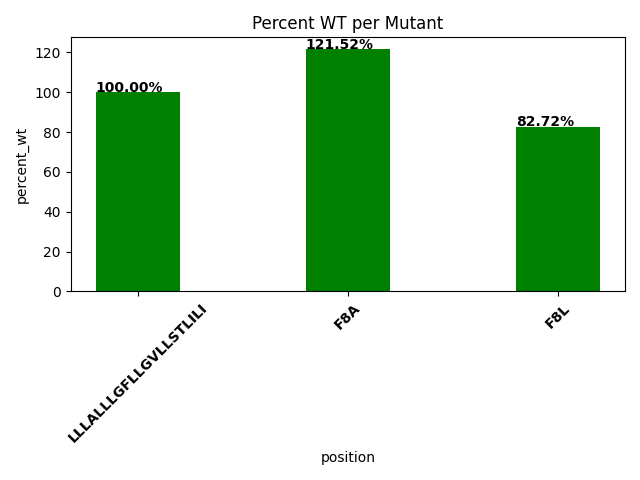 Percent WT per Mutant
percent_wt
120
100
80
60
40
20
0
100.00%
121.52%
82.72%
LLLALLLGFLLGVLLSTLILI
F8A
F8L
position